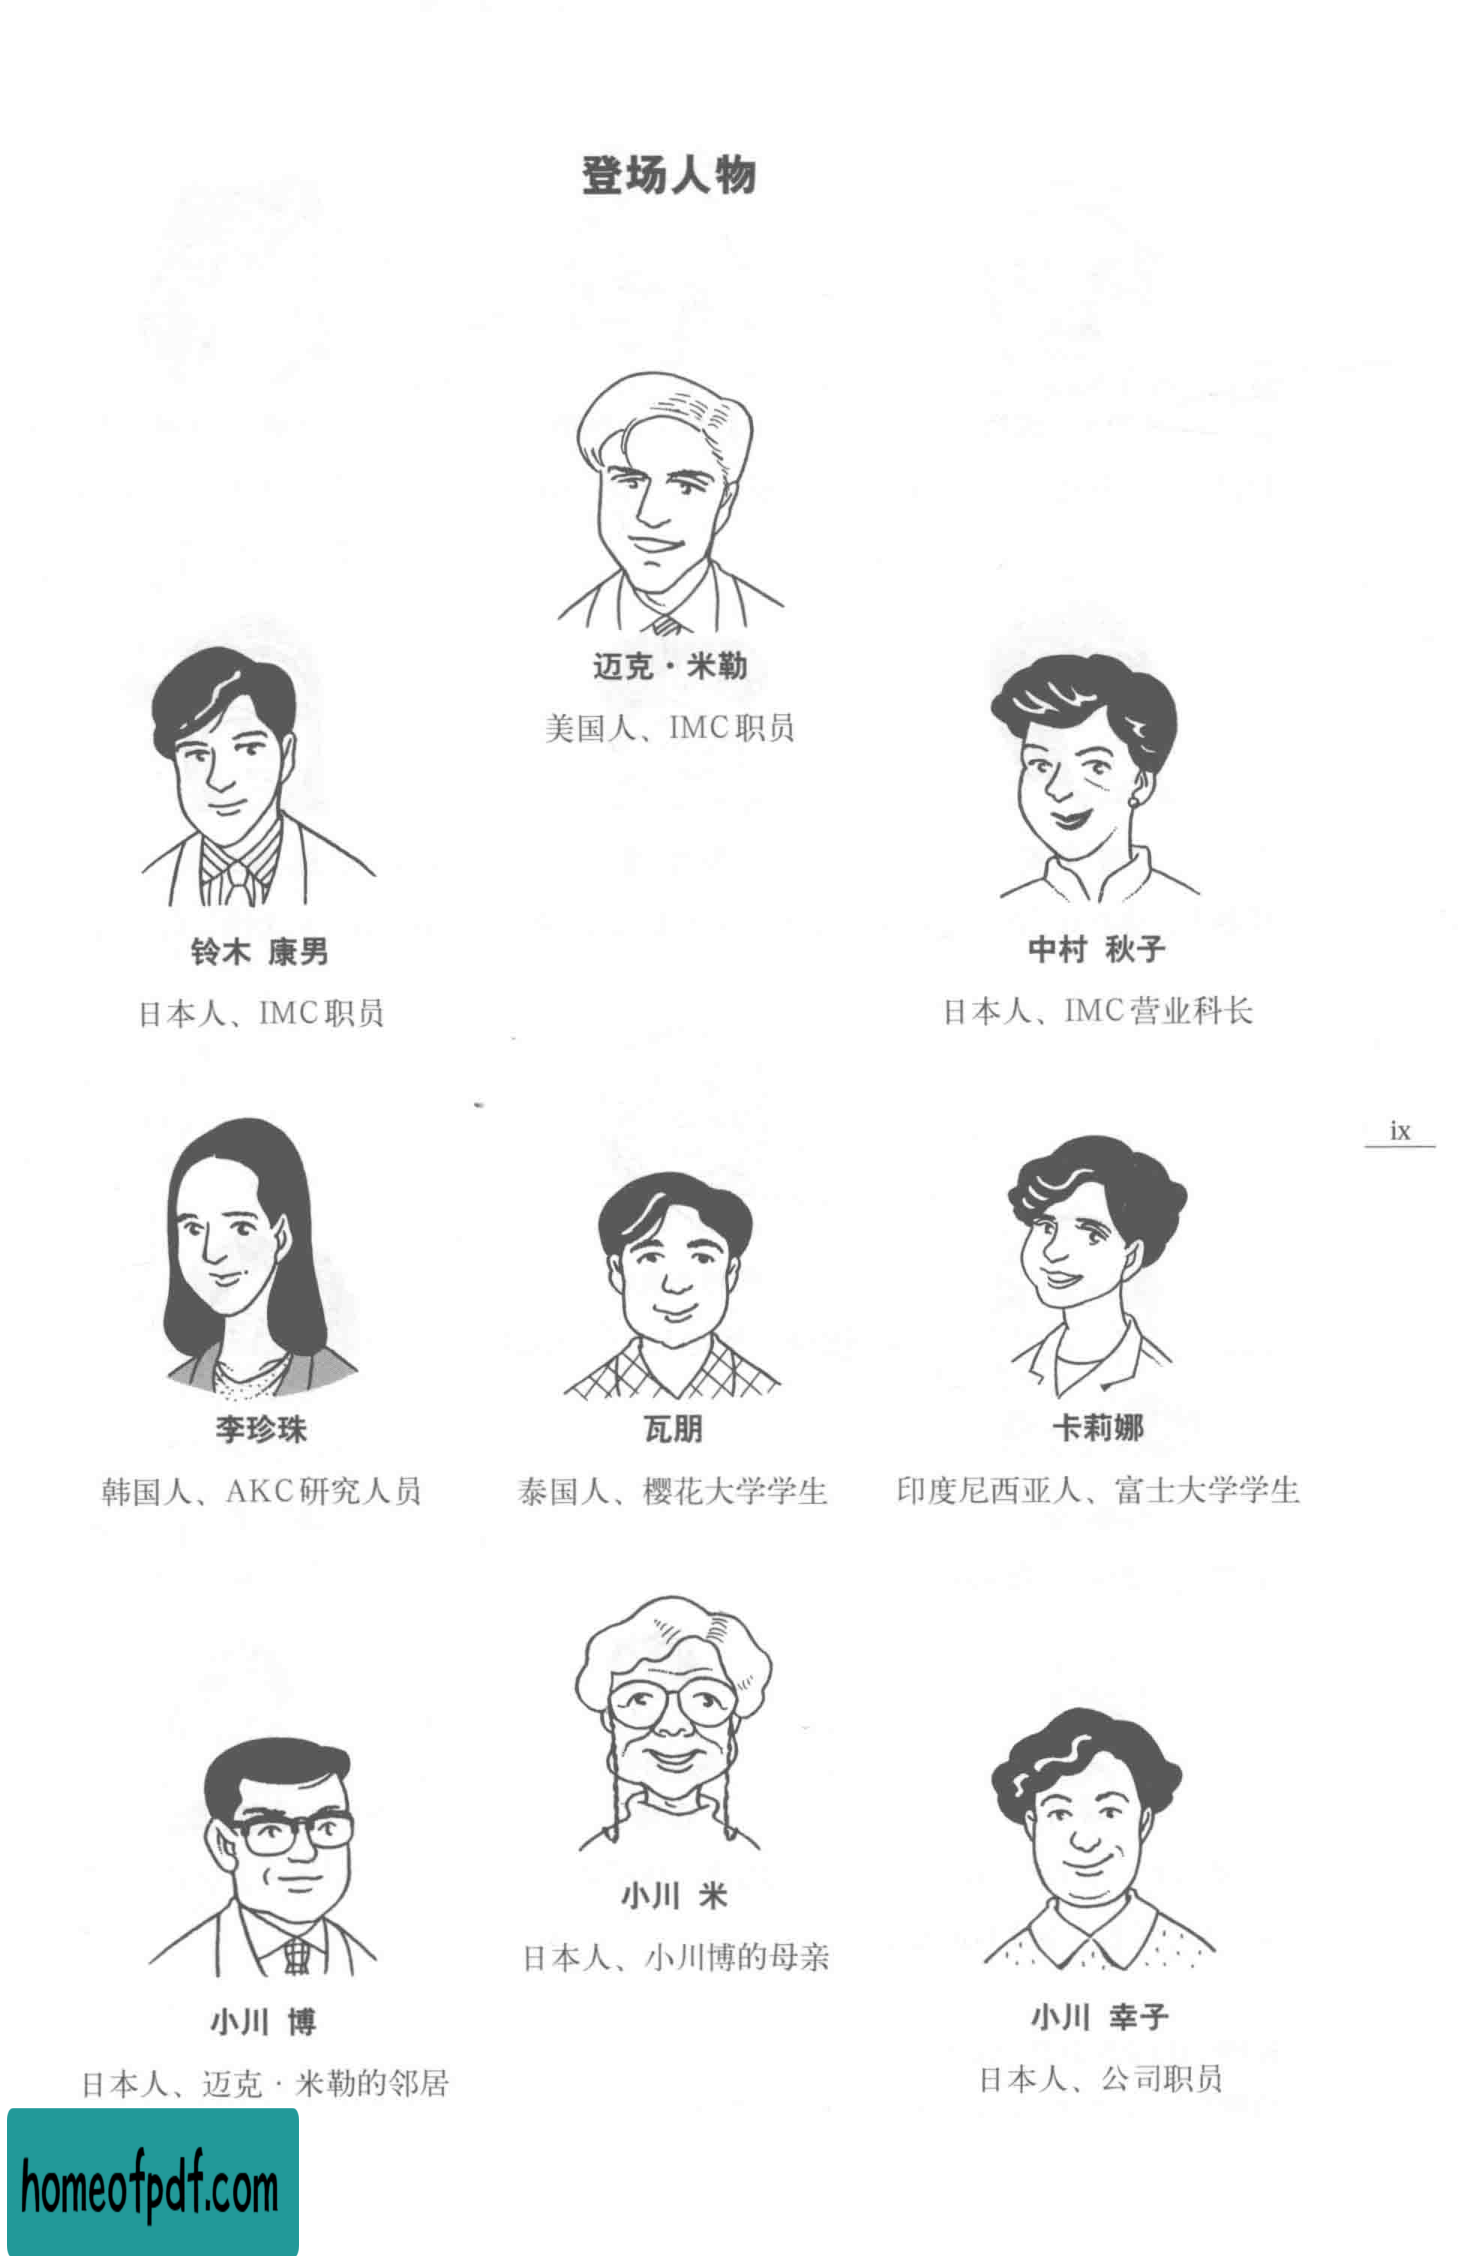 登场人物
迈克·米勒
美国人、IMC职员
铃木 康男
日本人、IMC职员
中村 秋子
日本人、IMC营业科长
ix
李珍珠
韩国人、AKC研究人员
瓦朋
泰国人、樱花大学学生
卡莉娜
印度尼西亚人、富士大学学生
小川 博
日本人、迈克·米勒的邻居
小川 米
日本人、小川博的母亲
小川 幸子
日本人、公司职员
homeofpdf.com